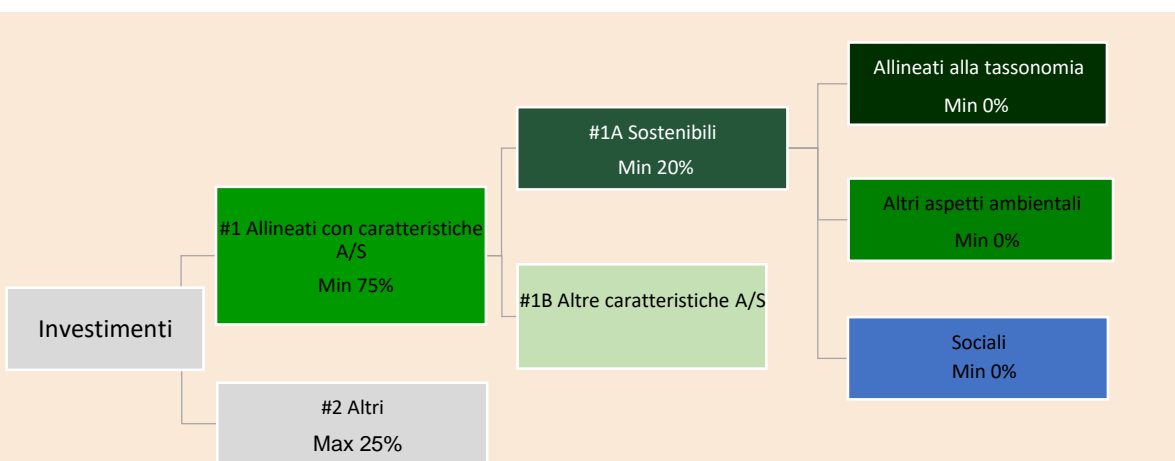 Allineati alla tassonomia
Min 0%
#1A Sostenibili
Min 20%
Altri aspetti ambientali
Min 0%
#1 Allineati con caratteristiche
A/S
Min 75%
#1B Altre caratteristiche A/S
Investimenti
Sociali
Min 0%
#2 Altri
Max 25%